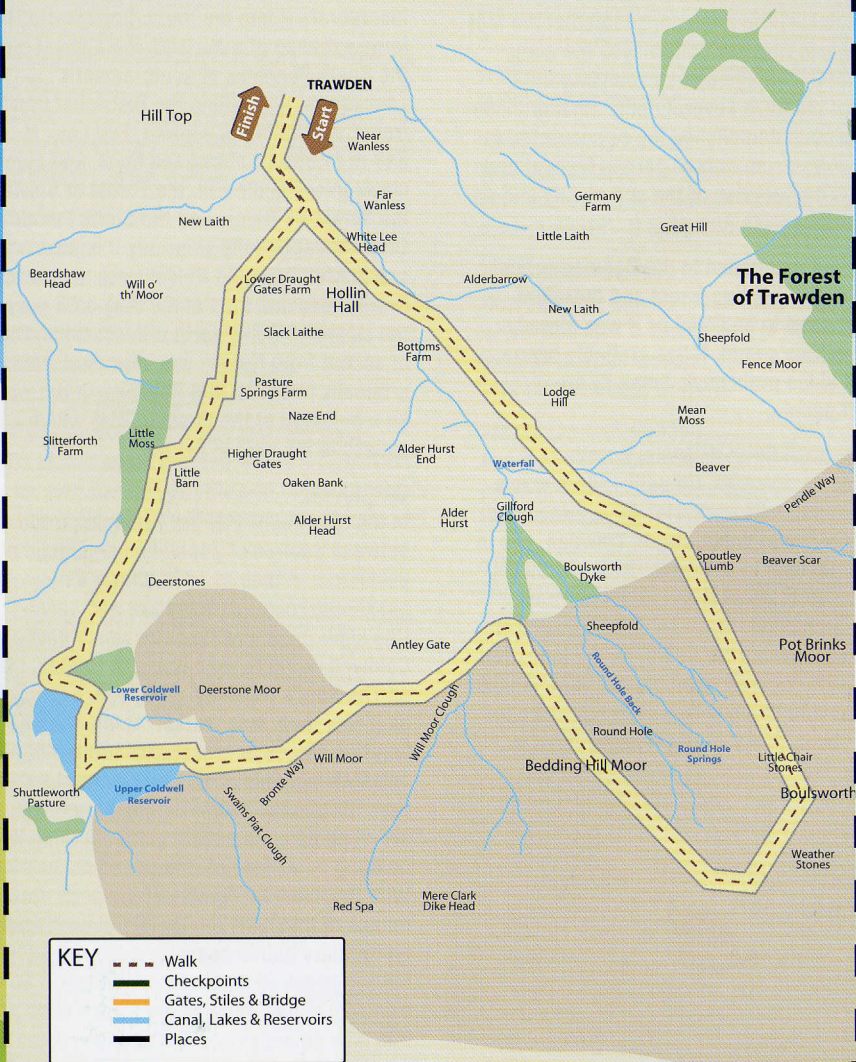 TRAWDEN
Finish
Start
Hill Top
Near
Wanless
Far
Wanless
Germany
Farm
New Laith
White Lee
Head
Little Laith
Great Hill
Beardshaw
Head
Will o'
th' Moor
Lower Draught
Gates Farm
Hollin
Hall
Alderbarrow
The Forest
of Trawden
New Laith
Slack Laithe
Bottoms
Farm
Sheepfold
Fence Moor
Pasture
Springs Farm
Lodge
Hill
Naze End
Mean
Moss
Slitterforth
Farm
Little
Moss
Higher Draught
Gates
Alder Hurst
End
Waterfall
Beaver
Little
Barn
Oaken Bank
Pendle Way
Alder Hurst
Head
Alder
Hurst
Gillford
Clough
Spoutley
Lumb
Beaver Scar
Boulsworth
Dyke
Deerstones
Sheepfold
Antley Gate
Pot Brinks
Moor
Round Hole Back
Lower Coldwell
Reservoir
Deerstone Moor
Will Moor Clough
Round Hole
Round Hole
Springs
Will Moor
Bedding Hill Moor
Little Chair
Stones
Bronte Way
Shuttleworth
Pasture
Upper Coldwell
Reservoir
Boulsworth
Swains Plat Clough
Weather
Stones
Red Spa
Mere Clark
Dike Head
KEY
Walk
Checkpoints
Gates, Stiles & Bridge
Canal, Lakes & Reservoirs
Places